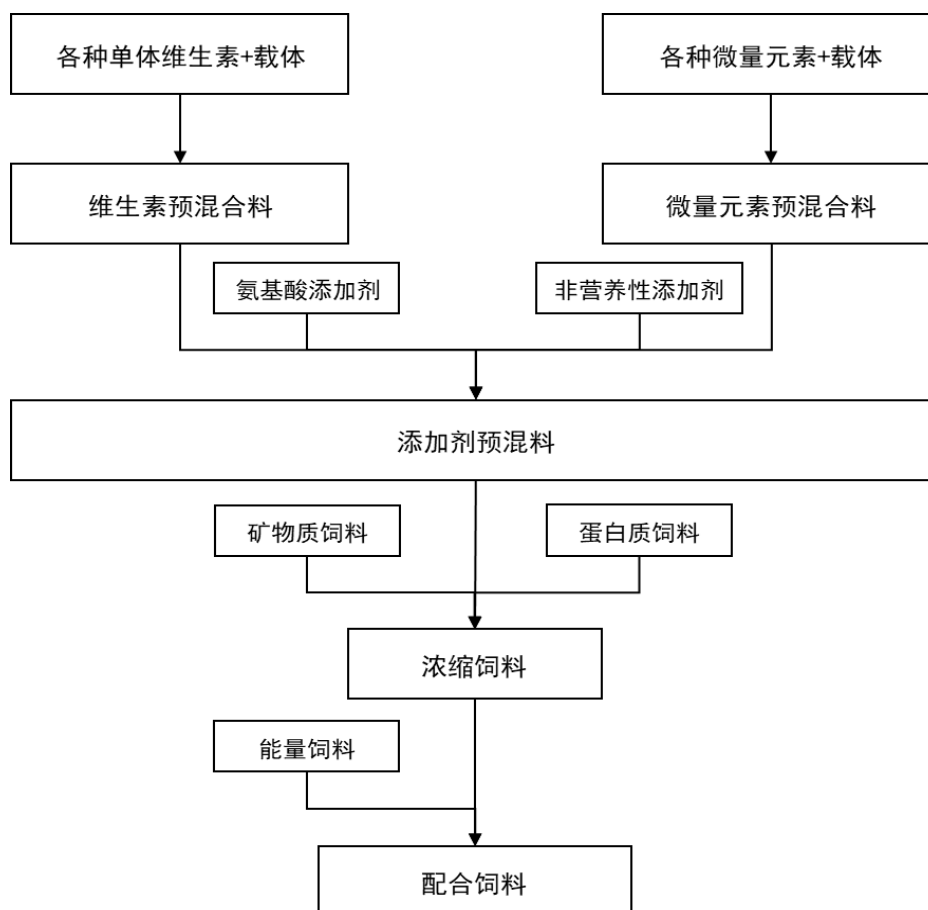 各种单体维生素+载体
各种微量元素+载体
维生素预混合料
微量元素预混合料
氨基酸添加剂
非营养性添加剂
添加剂预混料
矿物质饲料
蛋白质饲料
浓缩饲料
能量饲料
配合饲料